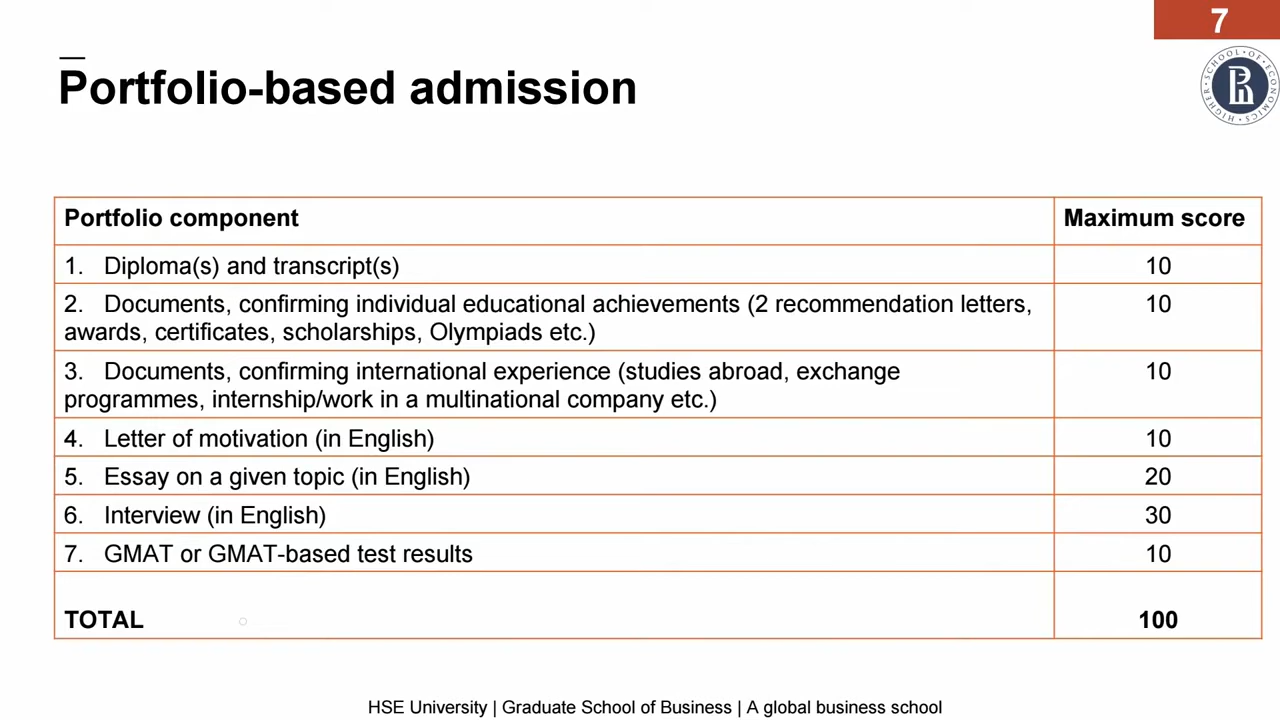 7
HIGHER · SCHOOL · OF · ECONOMICS ·
Portfolio-based admission
Portfolio component Maximum score
1. Diploma(s) and transcript(s) 10
2. Documents, confirming individual educational achievements (2 recommendation letters, 10
awards, certificates, scholarships, Olympiads etc.)
3. Documents, confirming international experience (studies abroad, exchange 10
programmes, internship/work in a multinational company etc.)
4. Letter of motivation (in English) 10
5. Essay on a given topic (in English) 20
6. Interview (in English) 30
7. GMAT or GMAT-based test results 10
TOTAL 100
HSE University | Graduate School of Business | A global business school